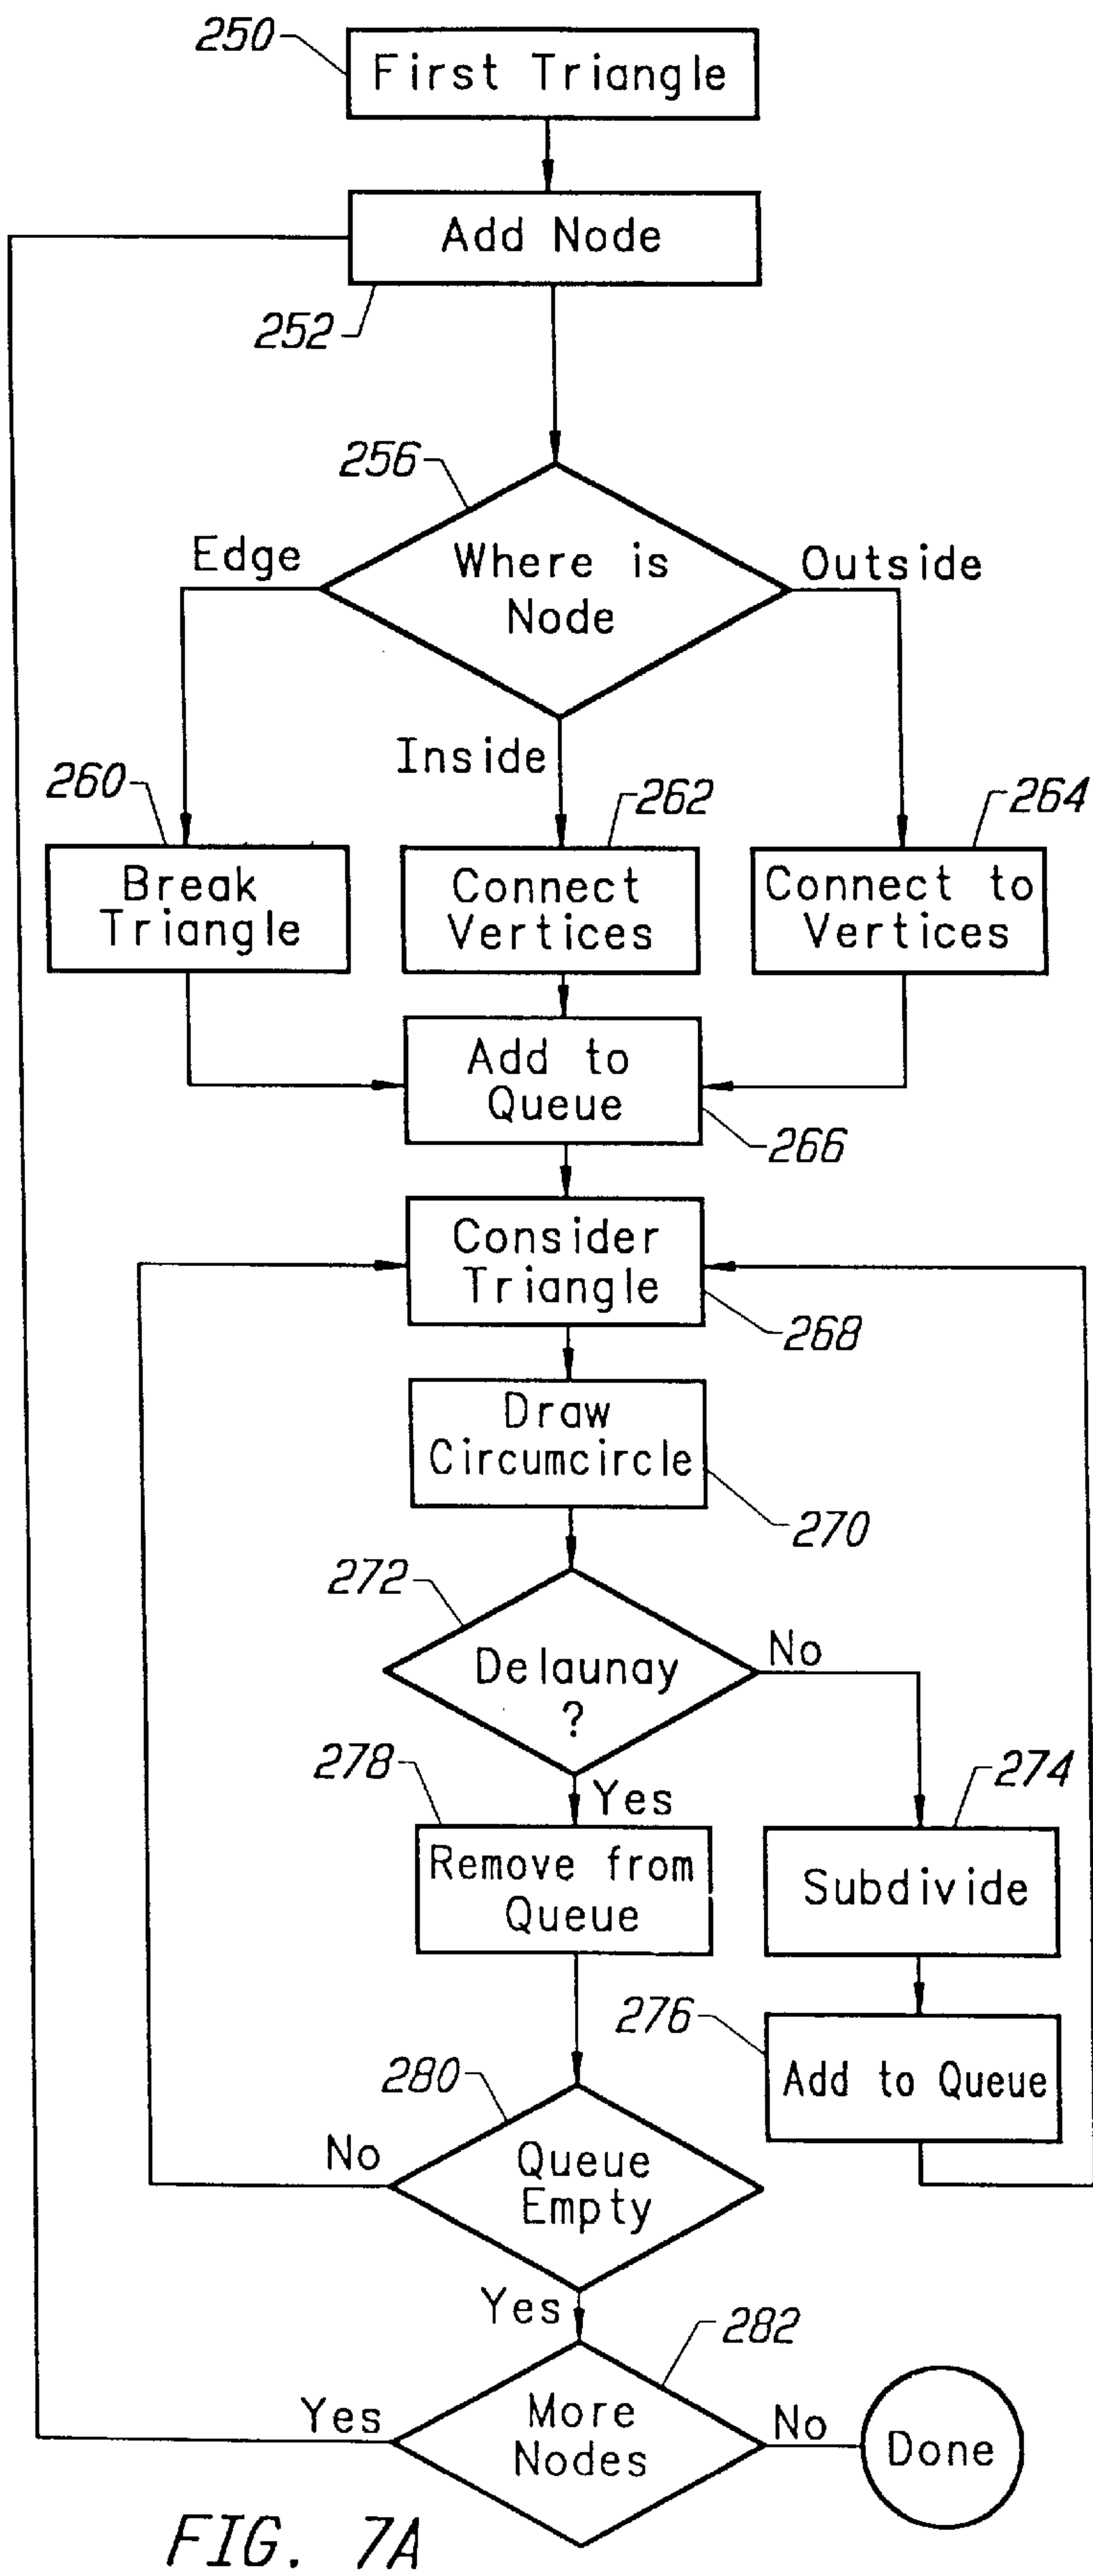 250
First Triangle
Add Node
252
256
Edge
Where is
Node
Outside
Inside
260
262
264
Break
Triangle
Connect
Vertices
Connect to
Vertices
Add to
Queue
266
Consider
Triangle
268
Draw
Circumcircle
270
272
Delaunay
?
No
278
Yes
274
Remove from
Queue
Subdivide
276
Add to Queue
280
No
Queue
Empty
Yes
282
Yes
More
Nodes
No
Done
FIG. 7A